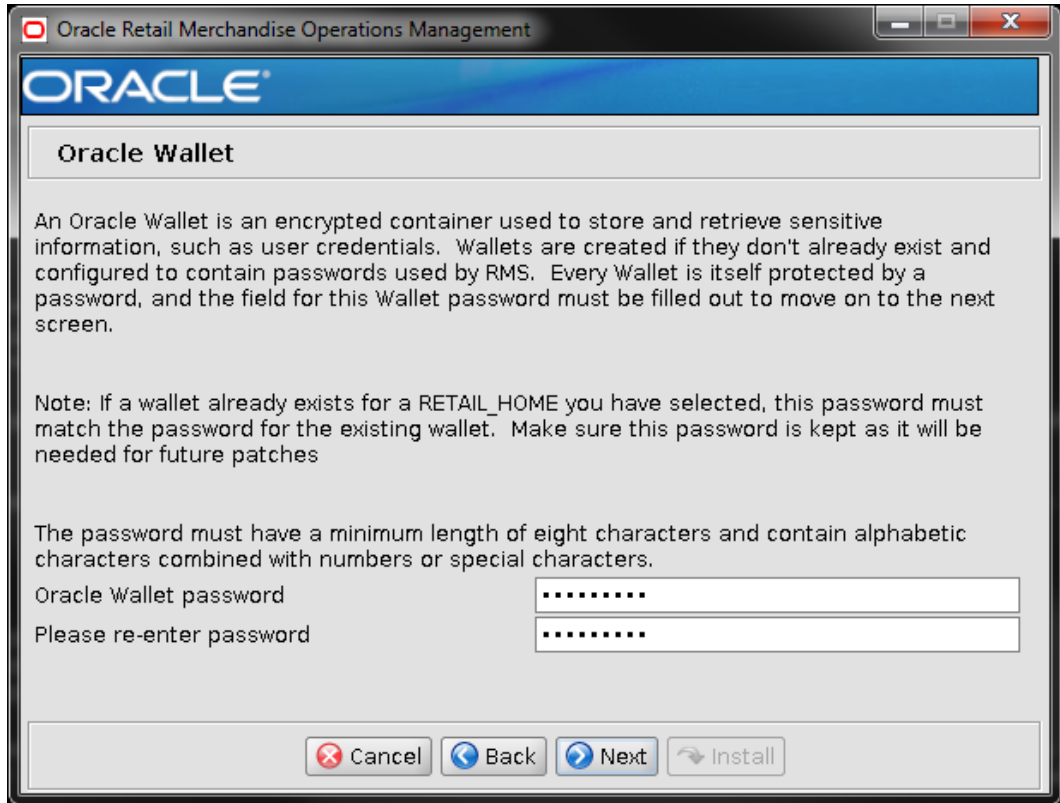 Oracle Retail Merchandise Operations Management
ORACLE®
Oracle Wallet
An Oracle Wallet is an encrypted container used to store and retrieve sensitive
information, such as user credentials.  Wallets are created if they don't already exist and
configured to contain passwords used by RMS.  Every Wallet is itself protected by a
password, and the field for this Wallet password must be filled out to move on to the next
screen.
Note: If a wallet already exists for a RETAIL_HOME you have selected, this password must
match the password for the existing wallet.  Make sure this password is kept as it will be
needed for future patches
The password must have a minimum length of eight characters and contain alphabetic
characters combined with numbers or special characters.
Oracle Wallet password •••••••••
Please re-enter password •••••••••
Cancel Back Next Install